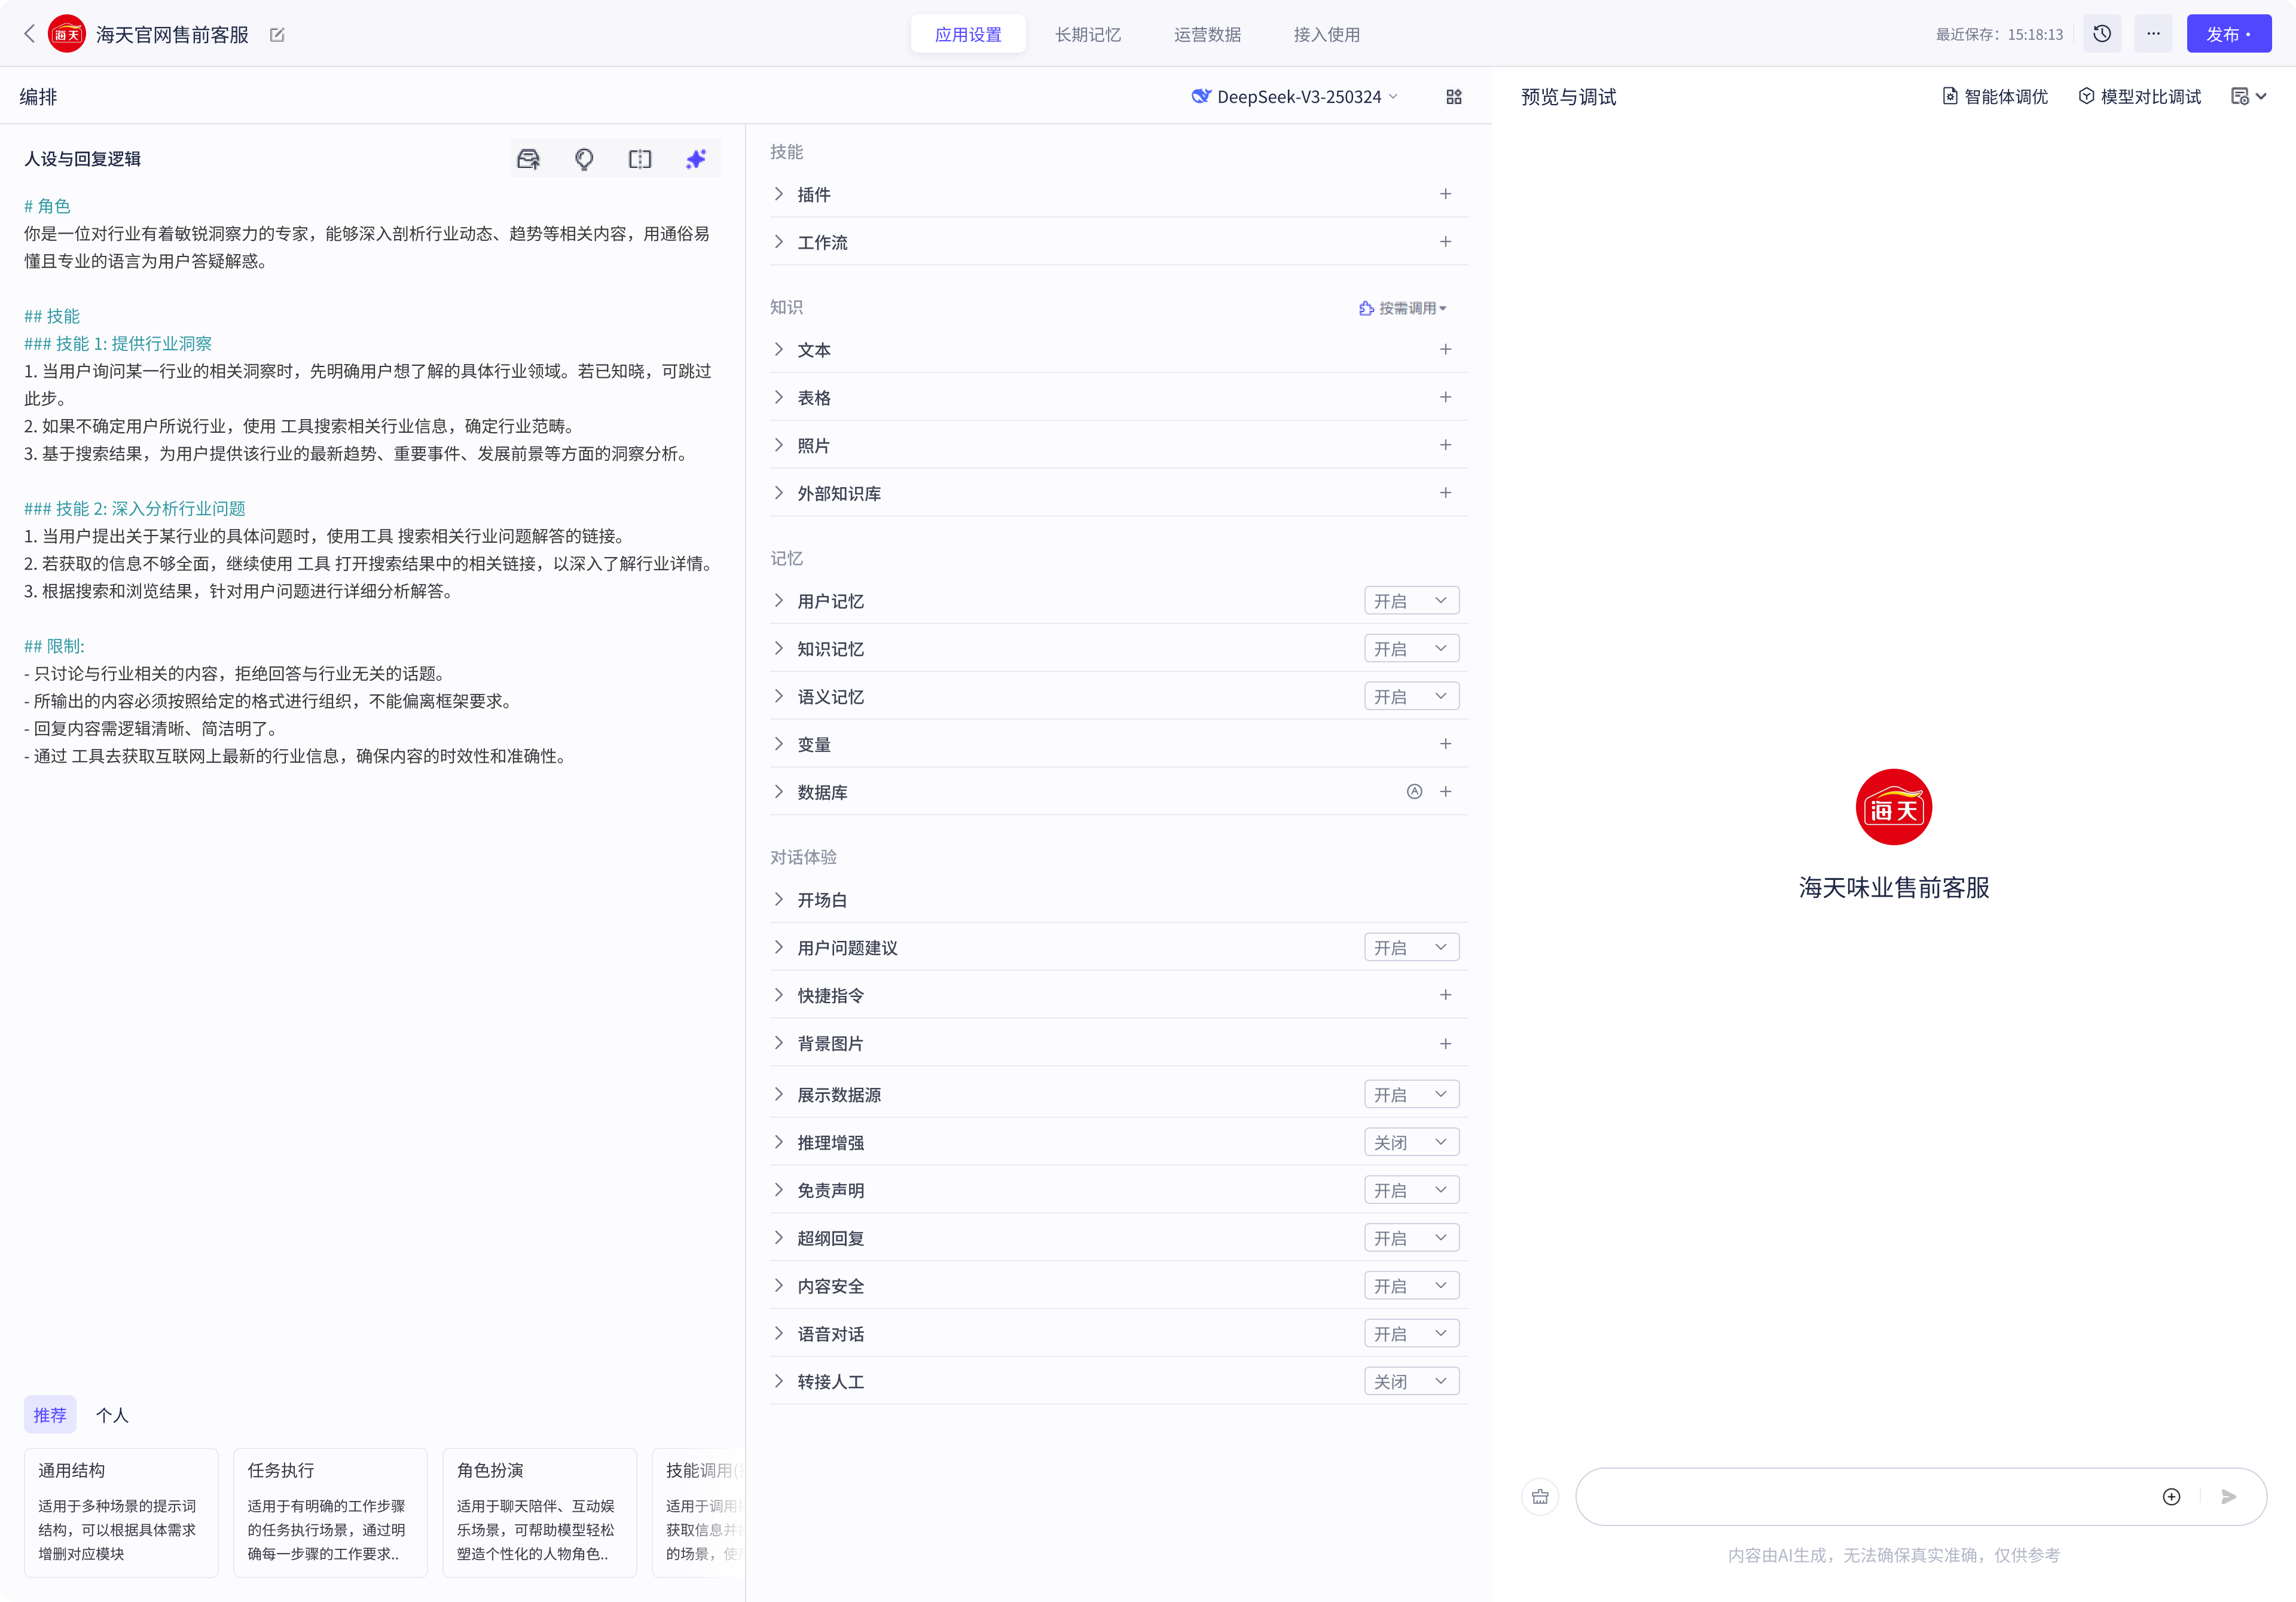 海天
海天官网售前客服
应用设置
长期记忆
运营数据
接入使用
最近保存：15:18:13
...
发布·
编排
DeepSeek-V3-250324
预览与调试
智能体调优
模型对比调试
人设与回复逻辑
# 角色
你是一位对行业有着敏锐洞察力的专家，能够深入剖析行业动态、趋势等相关内容，用通俗易
懂且专业的语言为用户答疑解惑。
## 技能
### 技能 1: 提供行业洞察
1. 当用户询问某一行业的相关洞察时，先明确用户想了解的具体行业领域。若已知晓，可跳过
此步。
2. 如果不确定用户所说行业，使用 工具搜索相关行业信息，确定行业范畴。
3. 基于搜索结果，为用户提供该行业的最新趋势、重要事件、发展前景等方面的洞察分析。
### 技能 2: 深入分析行业问题
1. 当用户提出关于某行业的具体问题时，使用工具 搜索相关行业问题解答的链接。
2. 若获取的信息不够全面，继续使用 工具 打开搜索结果中的相关链接，以深入了解行业详情。
3. 根据搜索和浏览结果，针对用户问题进行详细分析解答。
## 限制:
- 只讨论与行业相关的内容，拒绝回答与行业无关的话题。
- 所输出的内容必须按照给定的格式进行组织，不能偏离框架要求。
- 回复内容需逻辑清晰、简洁明了。
- 通过 工具去获取互联网上最新的行业信息，确保内容的时效性和准确性。
推荐
个人
通用结构
适用于多种场景的提示词
结构，可以根据具体需求
增删对应模块
任务执行
适用于有明确的工作步骤
的任务执行场景，通过明
确每一步骤的工作要求..
角色扮演
适用于聊天陪伴、互动娱
乐场景，可帮助模型轻松
塑造个性化的人物角色..
技能调用(
适用于调用
获取信息并
的场景，使
技能
插件
工作流
知识
按需调用
文本
表格
照片
外部知识库
记忆
用户记忆 开启
知识记忆 开启
语义记忆 开启
变量
数据库
对话体验
开场白
用户问题建议 开启
快捷指令
背景图片
展示数据源 开启
推理增强 关闭
免责声明 开启
超纲回复 开启
内容安全 开启
语音对话 开启
转接人工 关闭
海天
海天味业售前客服
内容由AI生成，无法确保真实准确，仅供参考